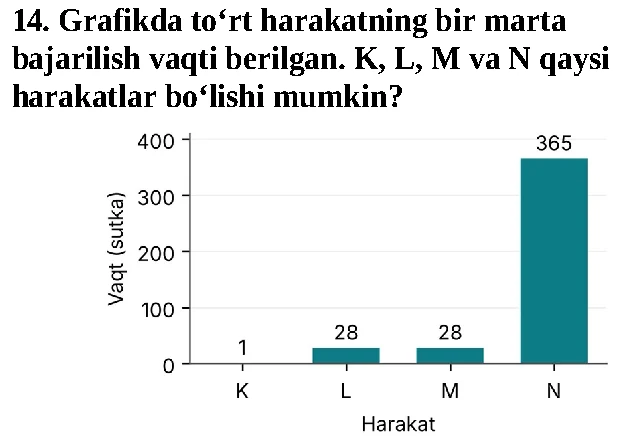 14. Grafikda to‘rt harakatning bir marta
bajarilish vaqti berilgan. K, L, M va N qaysi
harakatlar bo‘lishi mumkin?
400
300
200
100
0
Vaqt (sutka)
1
28
28
365
K L M N
Harakat